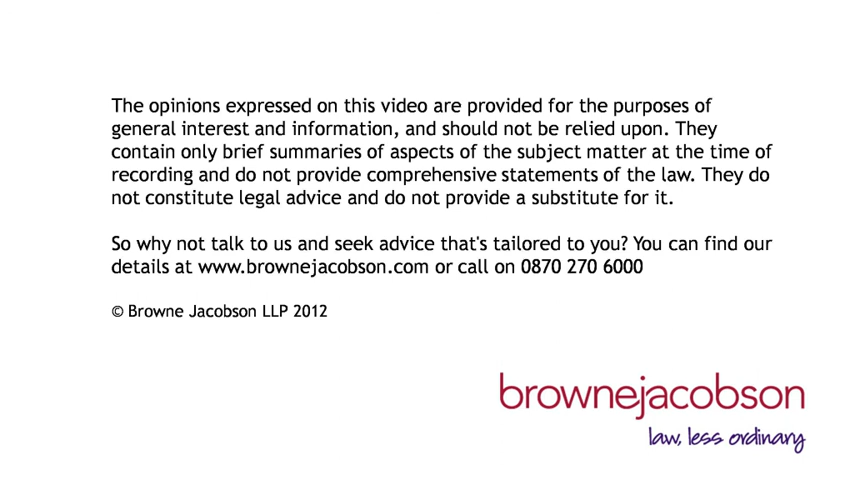 The opinions expressed on this video are provided for the purposes of
general interest and information, and should not be relied upon. They
contain only brief summaries of aspects of the subject matter at the time of
recording and do not provide comprehensive statements of the law. They do
not constitute legal advice and do not provide a substitute for it.
So why not talk to us and seek advice that's tailored to you? You can find our
details at www.brownejacobson.com or call on 0870 270 6000
© Browne Jacobson LLP 2012
brownejacobson
law, less ordinary